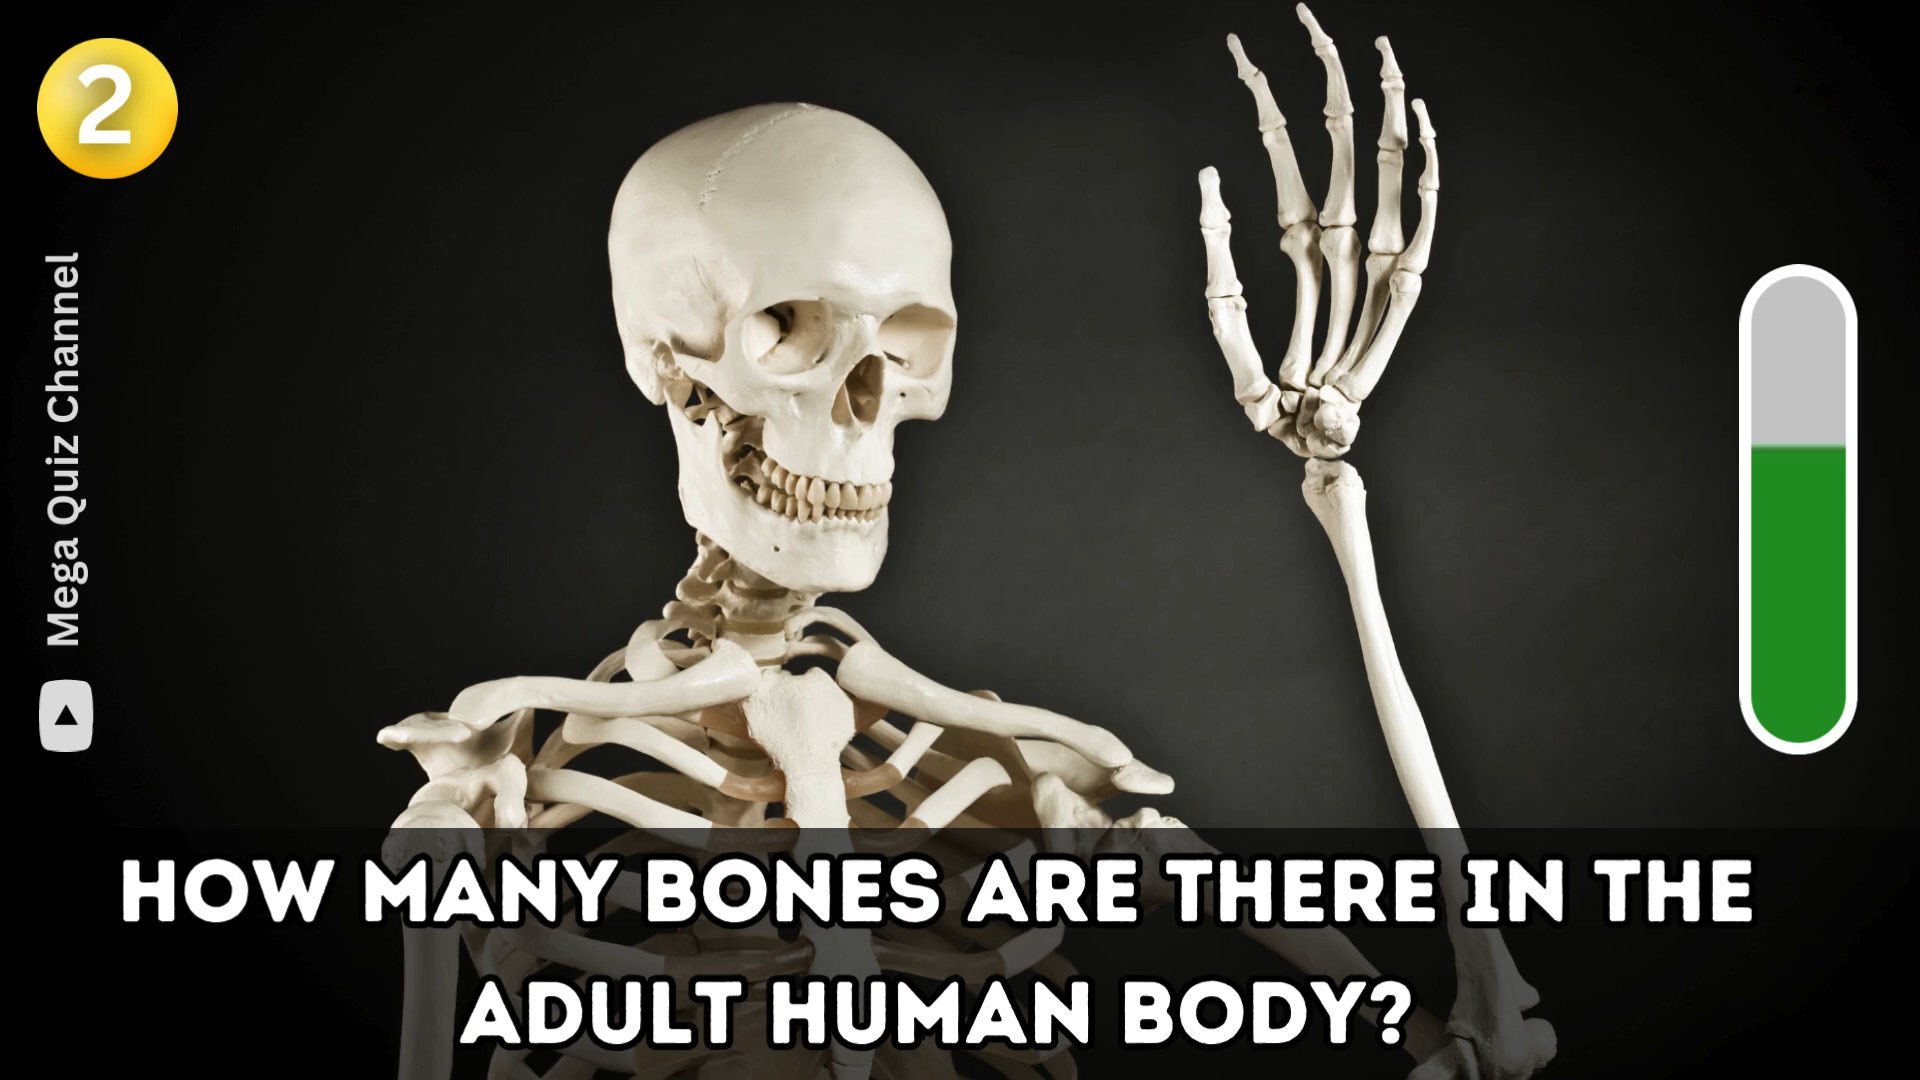 2
Mega Quiz Channel
HOW MANY BONES ARE THERE IN THE
ADULT HUMAN BODY?